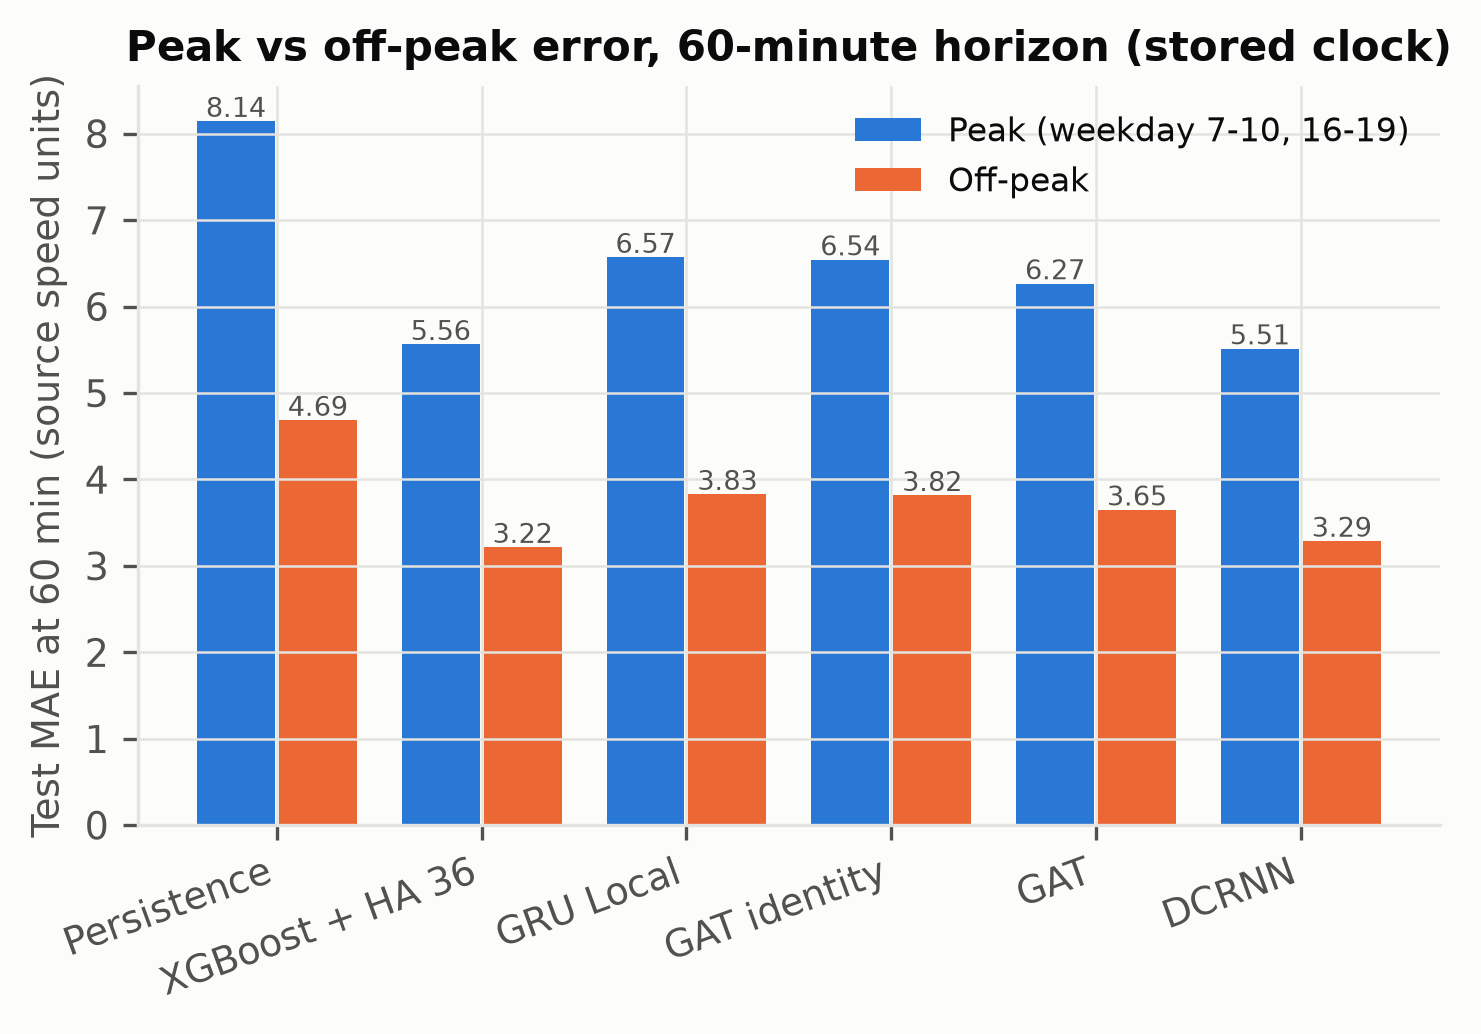 Peak vs off-peak error, 60-minute horizon (stored clock)
Test MAE at 60 min (source speed units)
Peak (weekday 7-10, 16-19)
Off-peak
8
7
6
5
4
3
2
1
0
8.14
4.69
5.56
3.22
6.57
3.83
6.54
3.82
6.27
3.65
5.51
3.29
Persistence
XGBoost + HA 36
GRU Local
GAT identity
GAT
DCRNN